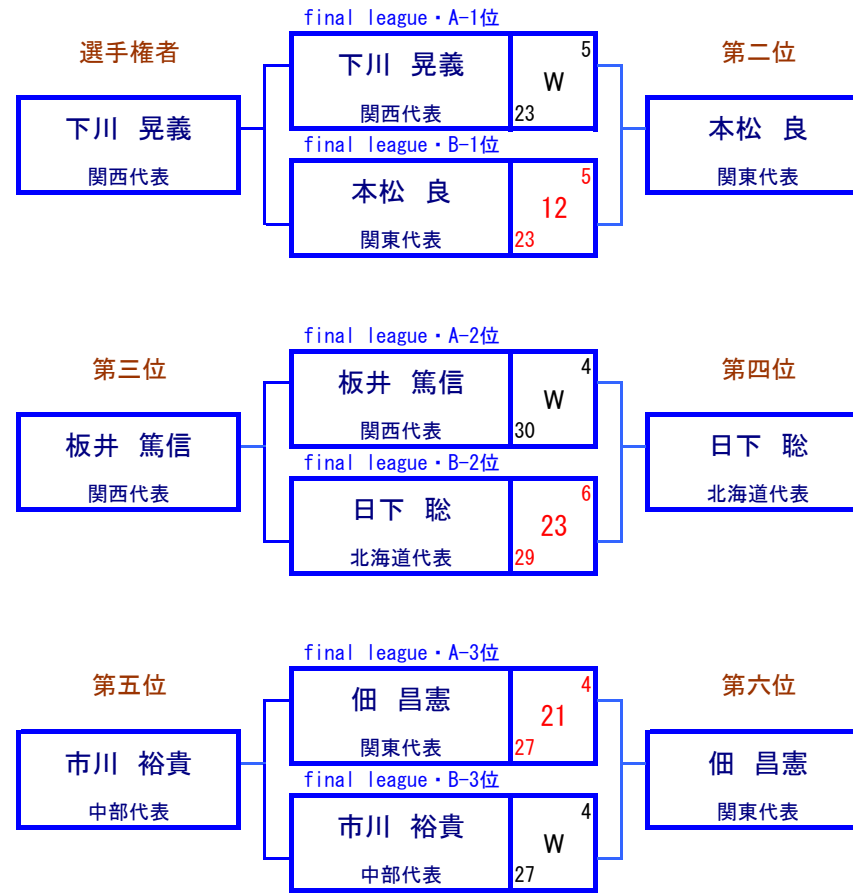 final league・A-1位
選手権者
下川 晃義
5
W
第二位
関西代表
23
下川 晃義
関西代表
final league・B-1位
本松 良
関東代表
本松 良
5
12
関東代表
23
final league・A-2位
第三位
板井 篤信
4
W
第四位
関西代表
30
板井 篤信
関西代表
final league・B-2位
日下 聡
北海道代表
日下 聡
6
23
北海道代表
29
final league・A-3位
第五位
佃 昌憲
4
21
第六位
関東代表
27
市川 裕貴
中部代表
final league・B-3位
佃 昌憲
関東代表
市川 裕貴
4
W
中部代表
27